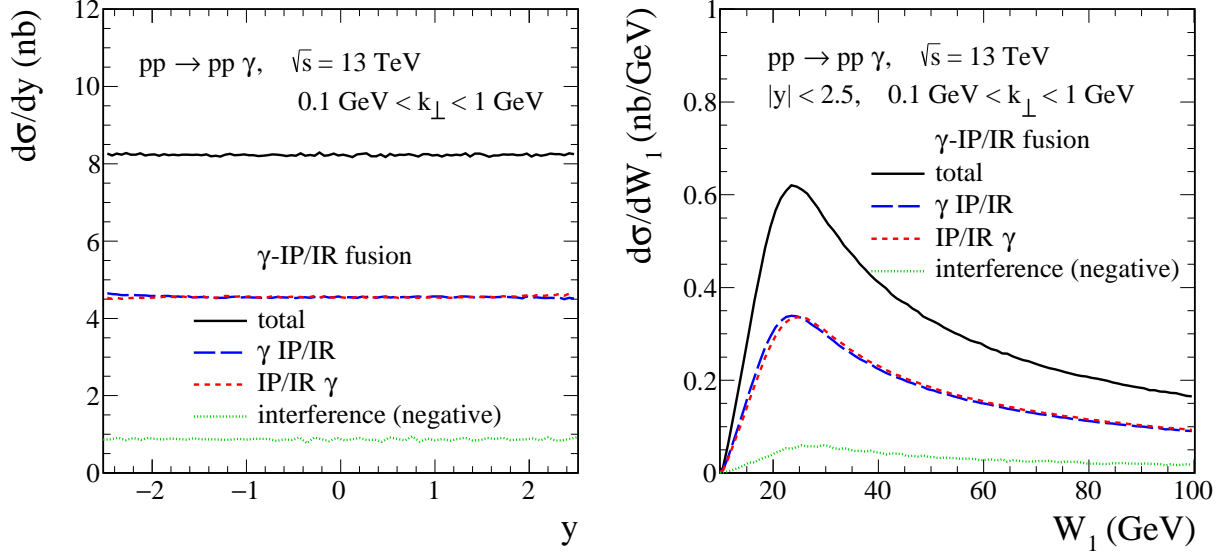 dσ/dy (nb)
12
10
8
6
4
2
0
pp → pp γ, √s = 13 TeV
0.1 GeV < k⊥ < 1 GeV
γ-IP/IR fusion
total
γ IP/IR
IP/IR γ
interference (negative)
−2
−1
0
1
2
y
dσ/dW₁ (nb/GeV)
1
0.8
0.6
0.4
0.2
0
pp → pp γ, √s = 13 TeV
|y| < 2.5, 0.1 GeV < k⊥ < 1 GeV
γ-IP/IR fusion
total
γ IP/IR
IP/IR γ
interference (negative)
20
40
60
80
100
W₁ (GeV)